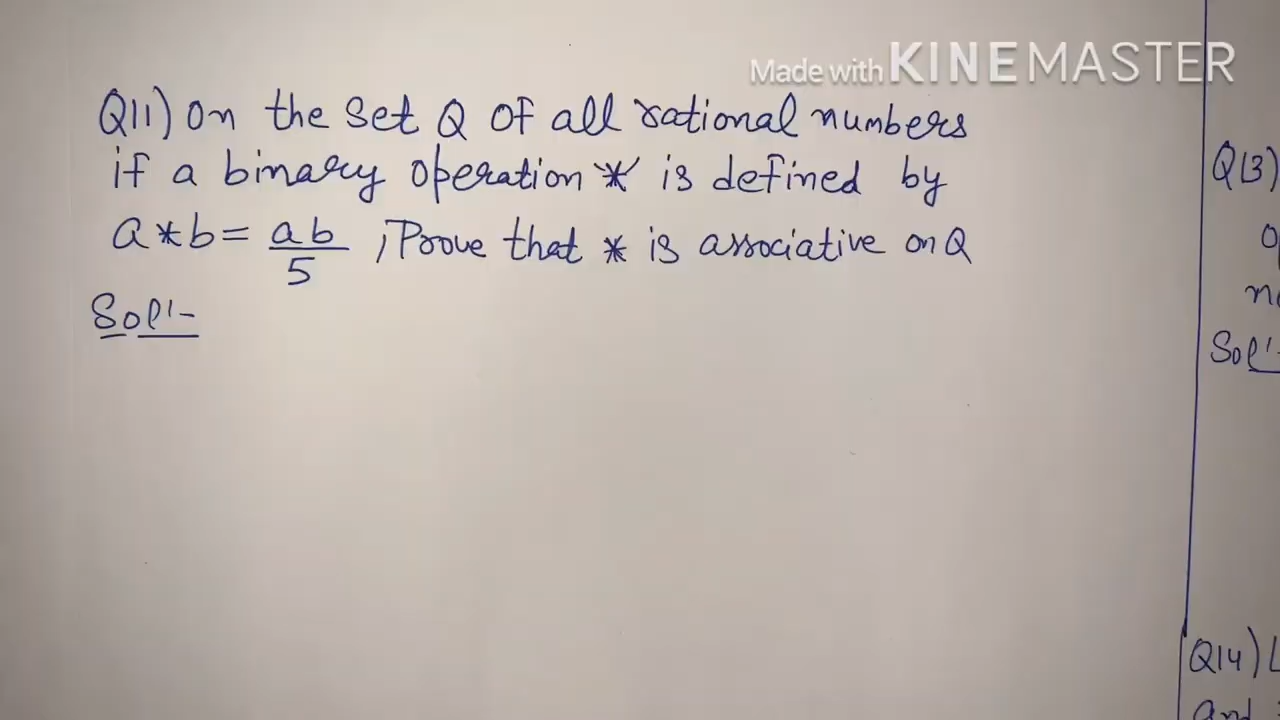 Made with KINEMASTER
Q11) On the Set Q Of all rational numbers
if a binary operation * is defined by
a*b = ab/5 , Prove that * is associative on Q
Sol':-
Q13)
Sol':-
Q14)
and